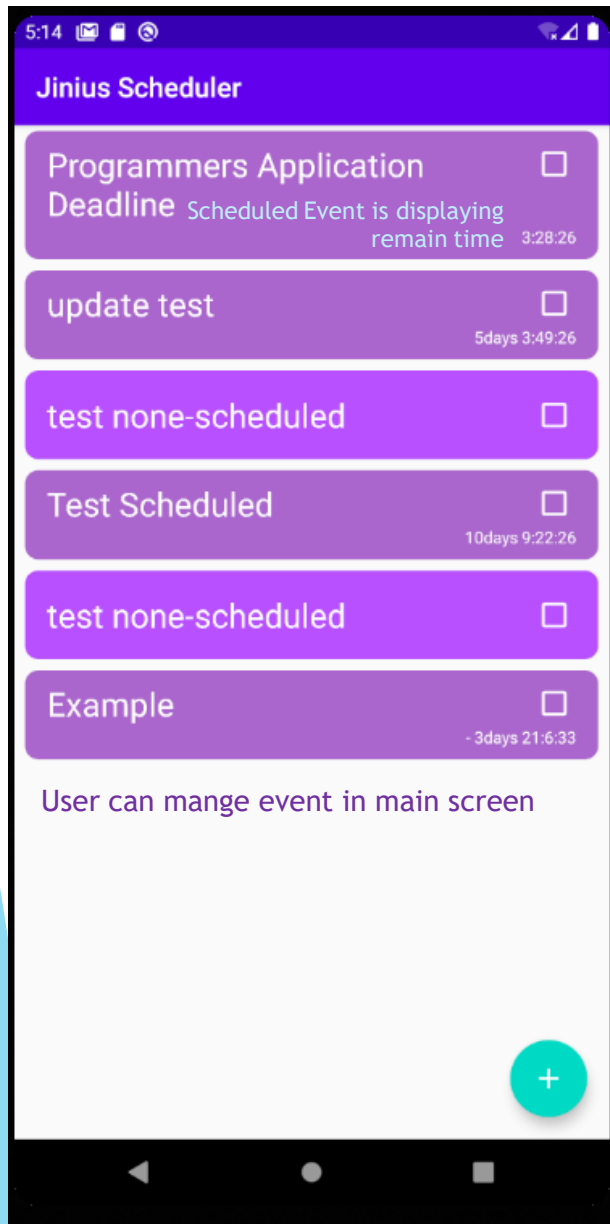 5:14
Jinius Scheduler
Programmers Application
Deadline
Scheduled Event is displaying
remain time
3:28:26
update test
5days 3:49:26
test none-scheduled
Test Scheduled
10days 9:22:26
test none-scheduled
Example
- 3days 21:6:33
User can mange event in main screen
+